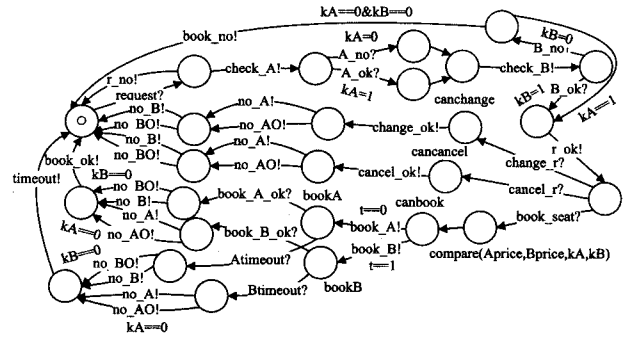 kA==0&kB==0
book_no!
kA=0
kB=0
A_no?
B_no!
r_no!
check_A!
check_B!
request?
A_ok?
B_ok?
kA=1
kB=1
kA==1
canchange
no_B!
no_A!
no_BO!
no_AO!
change_ok!
r_ok!
no_B!
no_A!
cancancel
change_r?
book_ok!
no_BO!
no_AO!
cancel_ok!
timeout!
kB==0
cancel_r?
no_BO!
book_A_ok?
bookA
t==0
canbook
no_B!
book_A!
book_seat?
no_A!
kA==0
book_B_ok?
no_AO!
book_B!
kB==0
t==1
compare(Aprice,Bprice,kA,kB)
no_BO!
Atimeout?
no_B!
bookB
no_A!
Btimeout?
no_AO!
kA==0